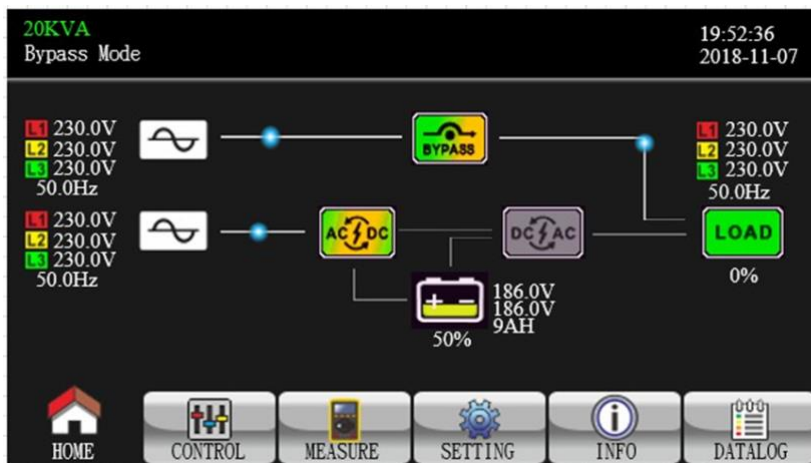 20KVA
Bypass Mode
19:52:36
2018-11-07
L1 230.0V
L2 230.0V
L3 230.0V
50.0Hz
BYPASS
L1 230.0V
L2 230.0V
L3 230.0V
50.0Hz
L1 230.0V
L2 230.0V
L3 230.0V
50.0Hz
AC DC
DC AC
LOAD
0%
186.0V
186.0V
9AH
50%
HOME
CONTROL
MEASURE
SETTING
INFO
DATALOG